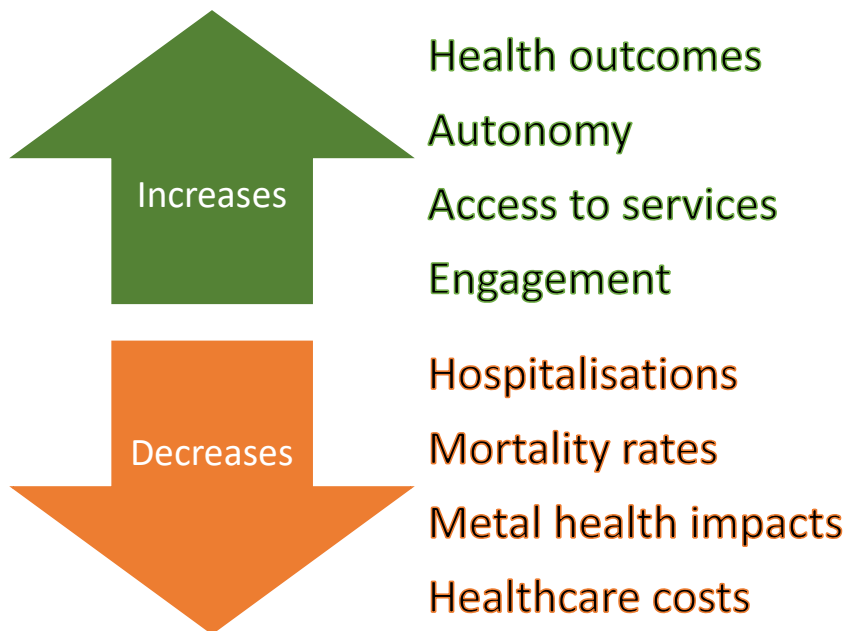 Increases
Health outcomes
Autonomy
Access to services
Engagement
Decreases
Hospitalisations
Mortality rates
Metal health impacts
Healthcare costs